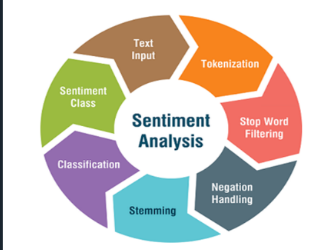 Text
Input
Tokenization
Stop Word
Filtering
Negation
Handling
Stemming
Classification
Sentiment
Class
Sentiment
Analysis